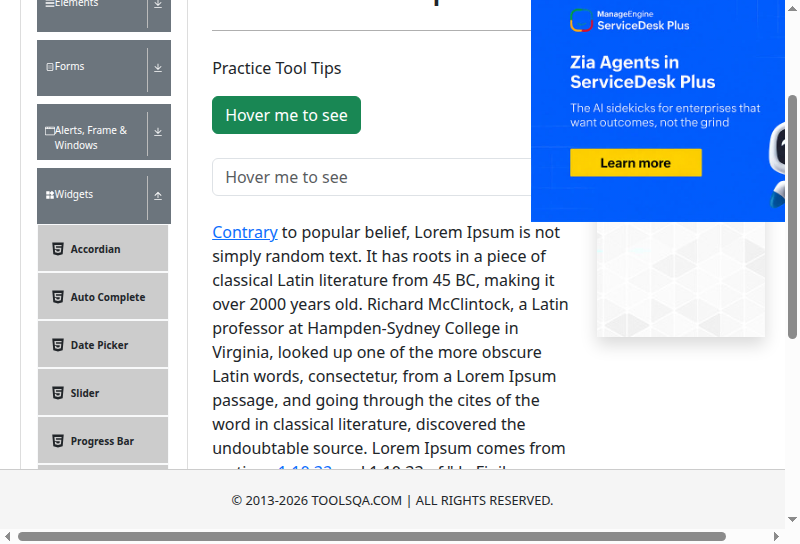 Elements
Forms
Alerts, Frame &
Windows
Widgets
Accordian
Auto Complete
Date Picker
Slider
Progress Bar
Practice Tool Tips
Hover me to see
Hover me to see
Contrary to popular belief, Lorem Ipsum is not
simply random text. It has roots in a piece of
classical Latin literature from 45 BC, making it
over 2000 years old. Richard McClintock, a Latin
professor at Hampden-Sydney College in
Virginia, looked up one of the more obscure
Latin words, consectetur, from a Lorem Ipsum
passage, and going through the cites of the
word in classical literature, discovered the
undoubtable source. Lorem Ipsum comes from
ManageEngine
ServiceDesk Plus
Zia Agents in
ServiceDesk Plus
The AI sidekicks for enterprises that
want outcomes, not the grind
Learn more
© 2013-2026 TOOLSQA.COM | ALL RIGHTS RESERVED.